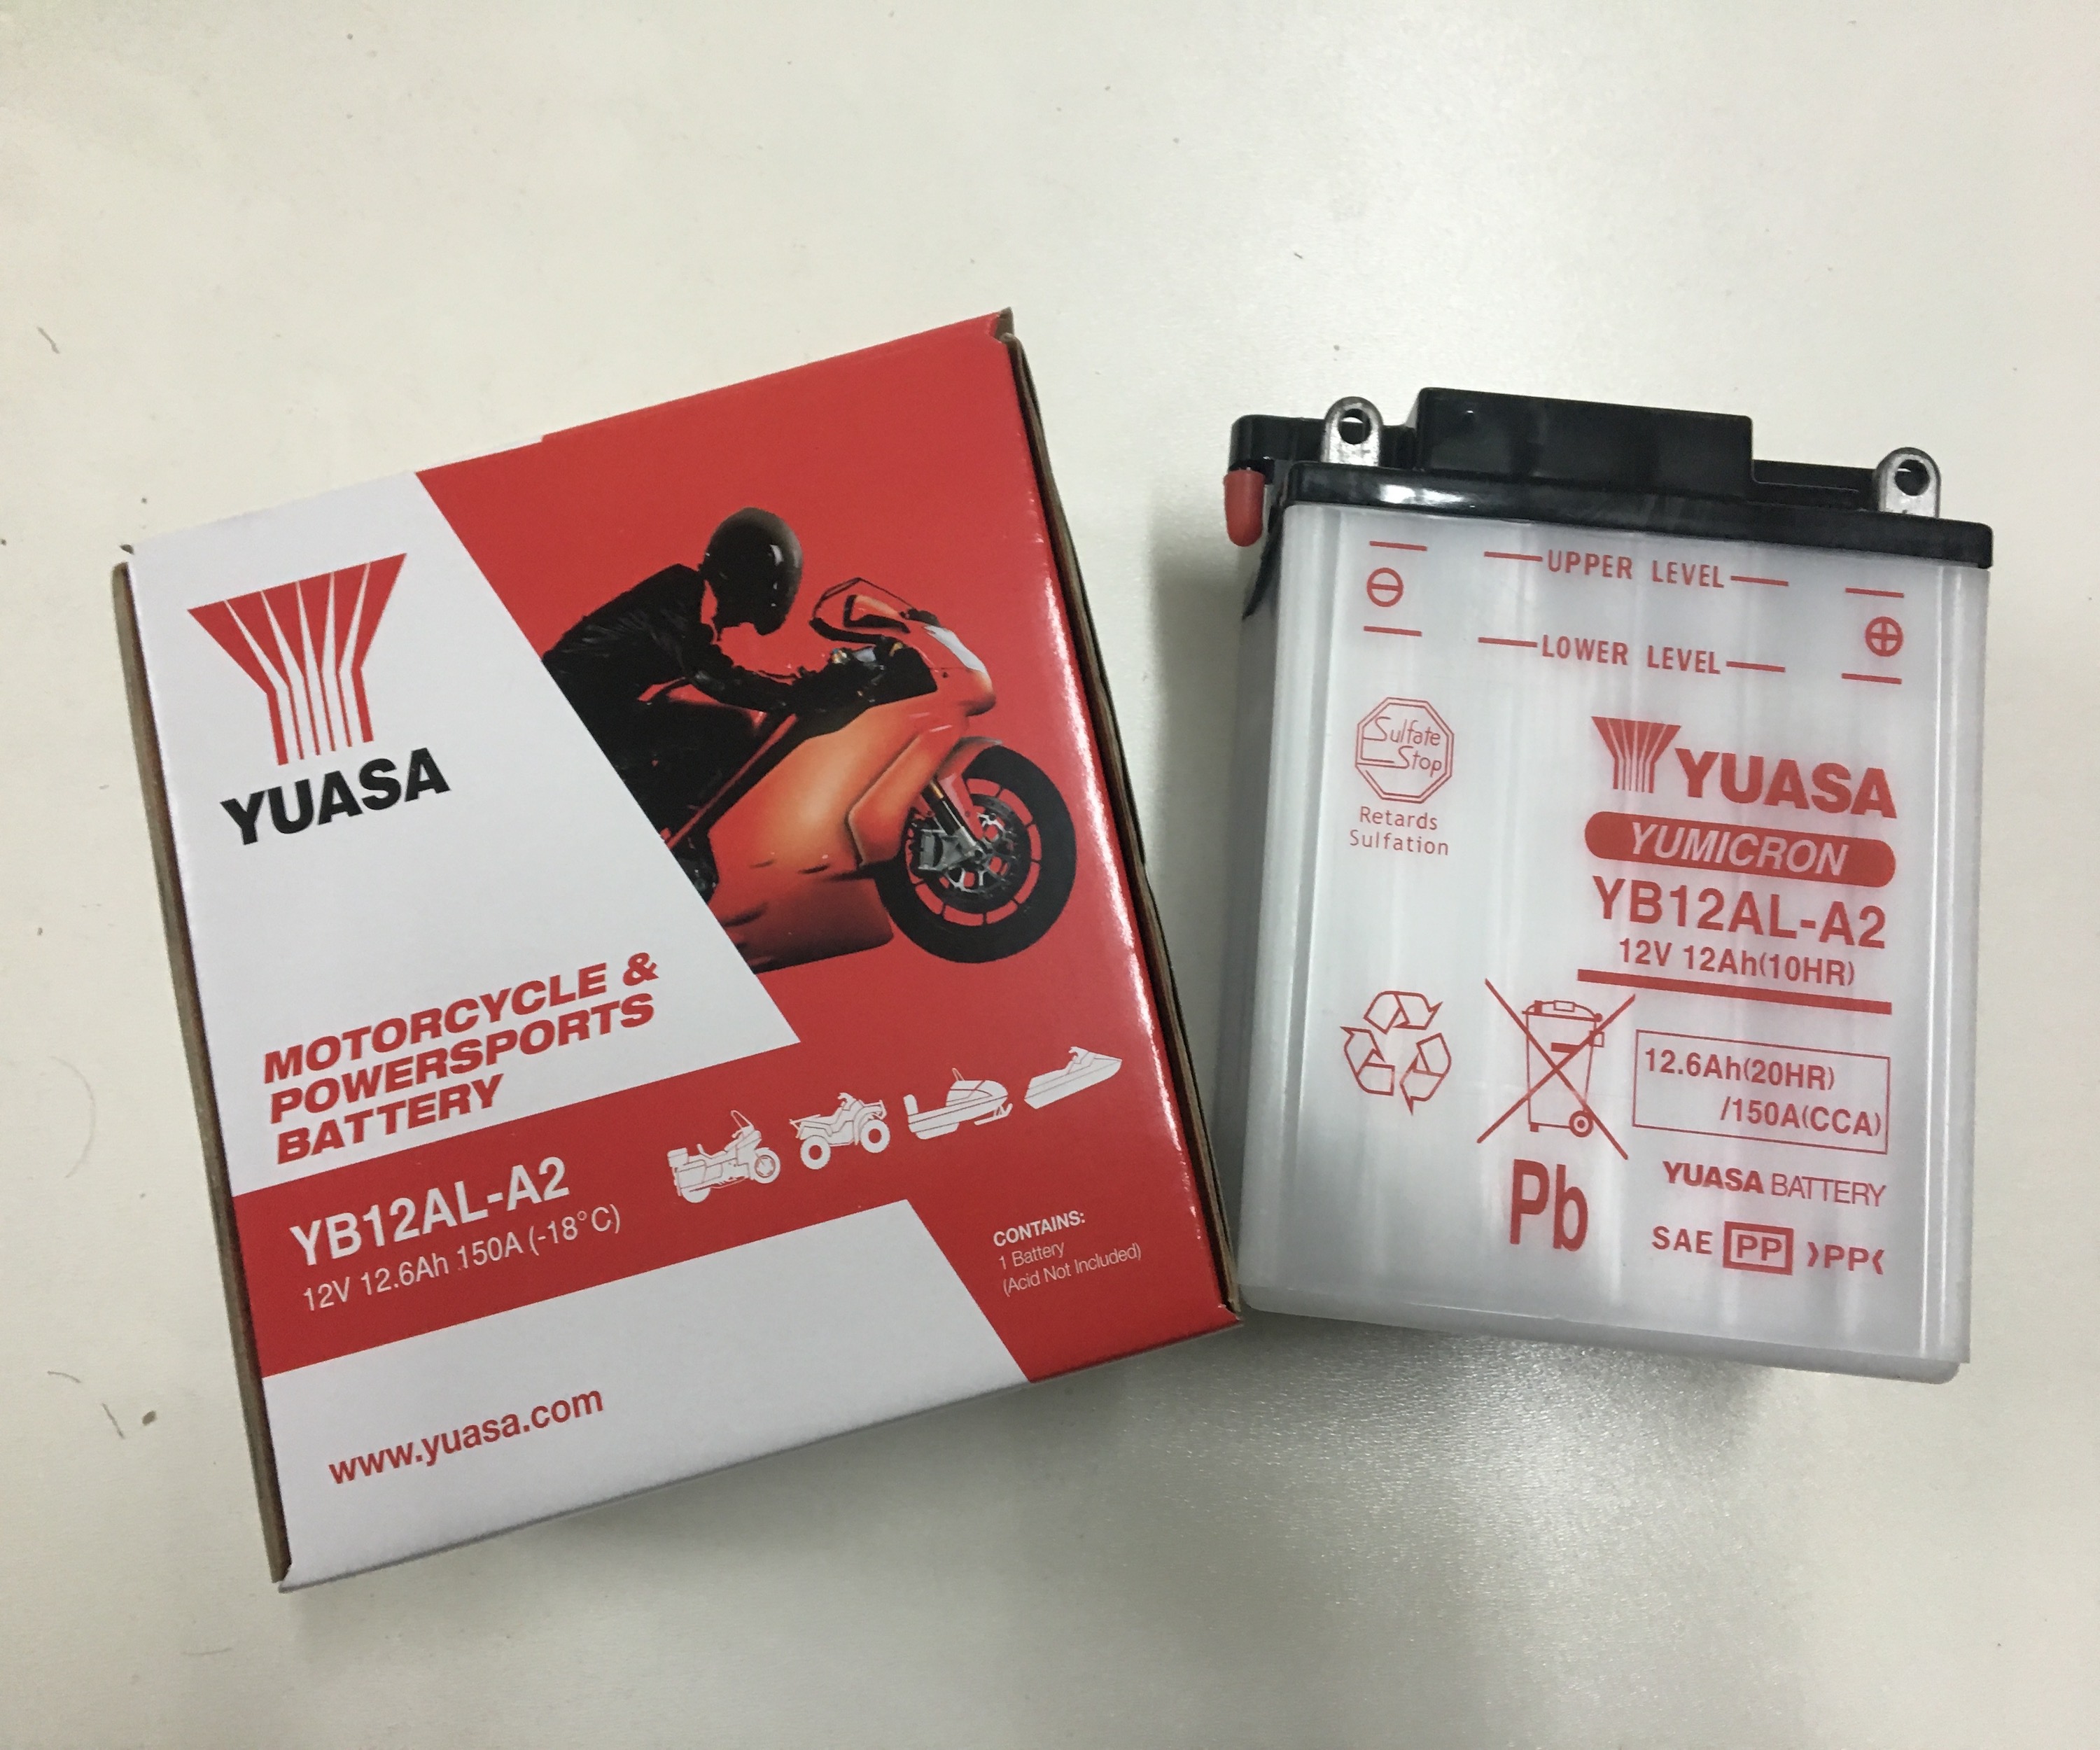 YUASA
MOTORCYCLE &
POWERSPORTS
BATTERY
YB12AL-A2
12V 12.6Ah 150A (-18°C)
CONTAINS:
1 Battery
(Acid Not Included)
www.yuasa.com
UPPER LEVEL
LOWER LEVEL
Sulfate
Stop
Retards
Sulfation
YUASA
YUMICRON
YB12AL-A2
12V 12Ah(10HR)
12.6Ah(20HR)
/150A(CCA)
Pb
YUASA BATTERY
SAE PP >PP<